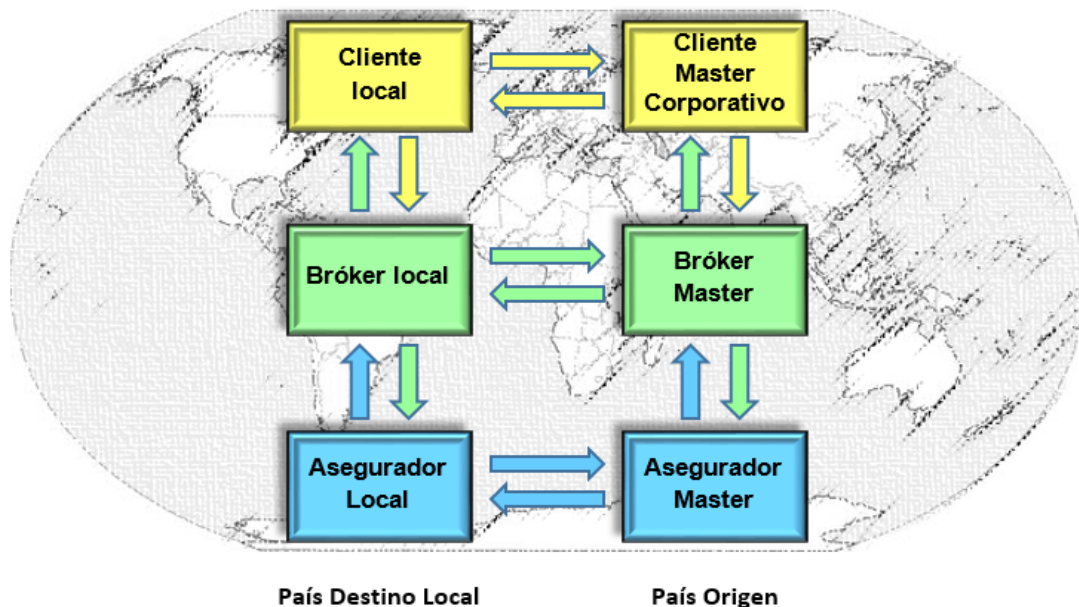 Cliente
local
Cliente
Master
Corporativo
Bróker local
Bróker
Master
Asegurador
Local
Asegurador
Master
País Destino Local
País Origen